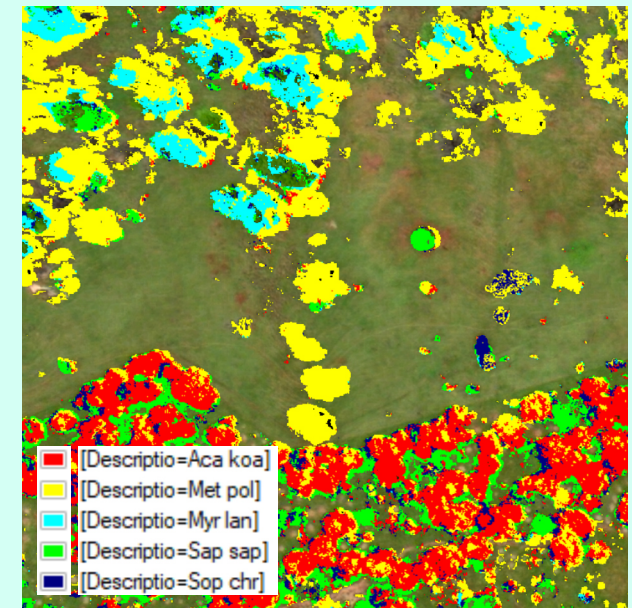 [Descriptio=Aca koa]
[Descriptio=Met pol]
[Descriptio=Myr lan]
[Descriptio=Sap sap]
[Descriptio=Sop chr]